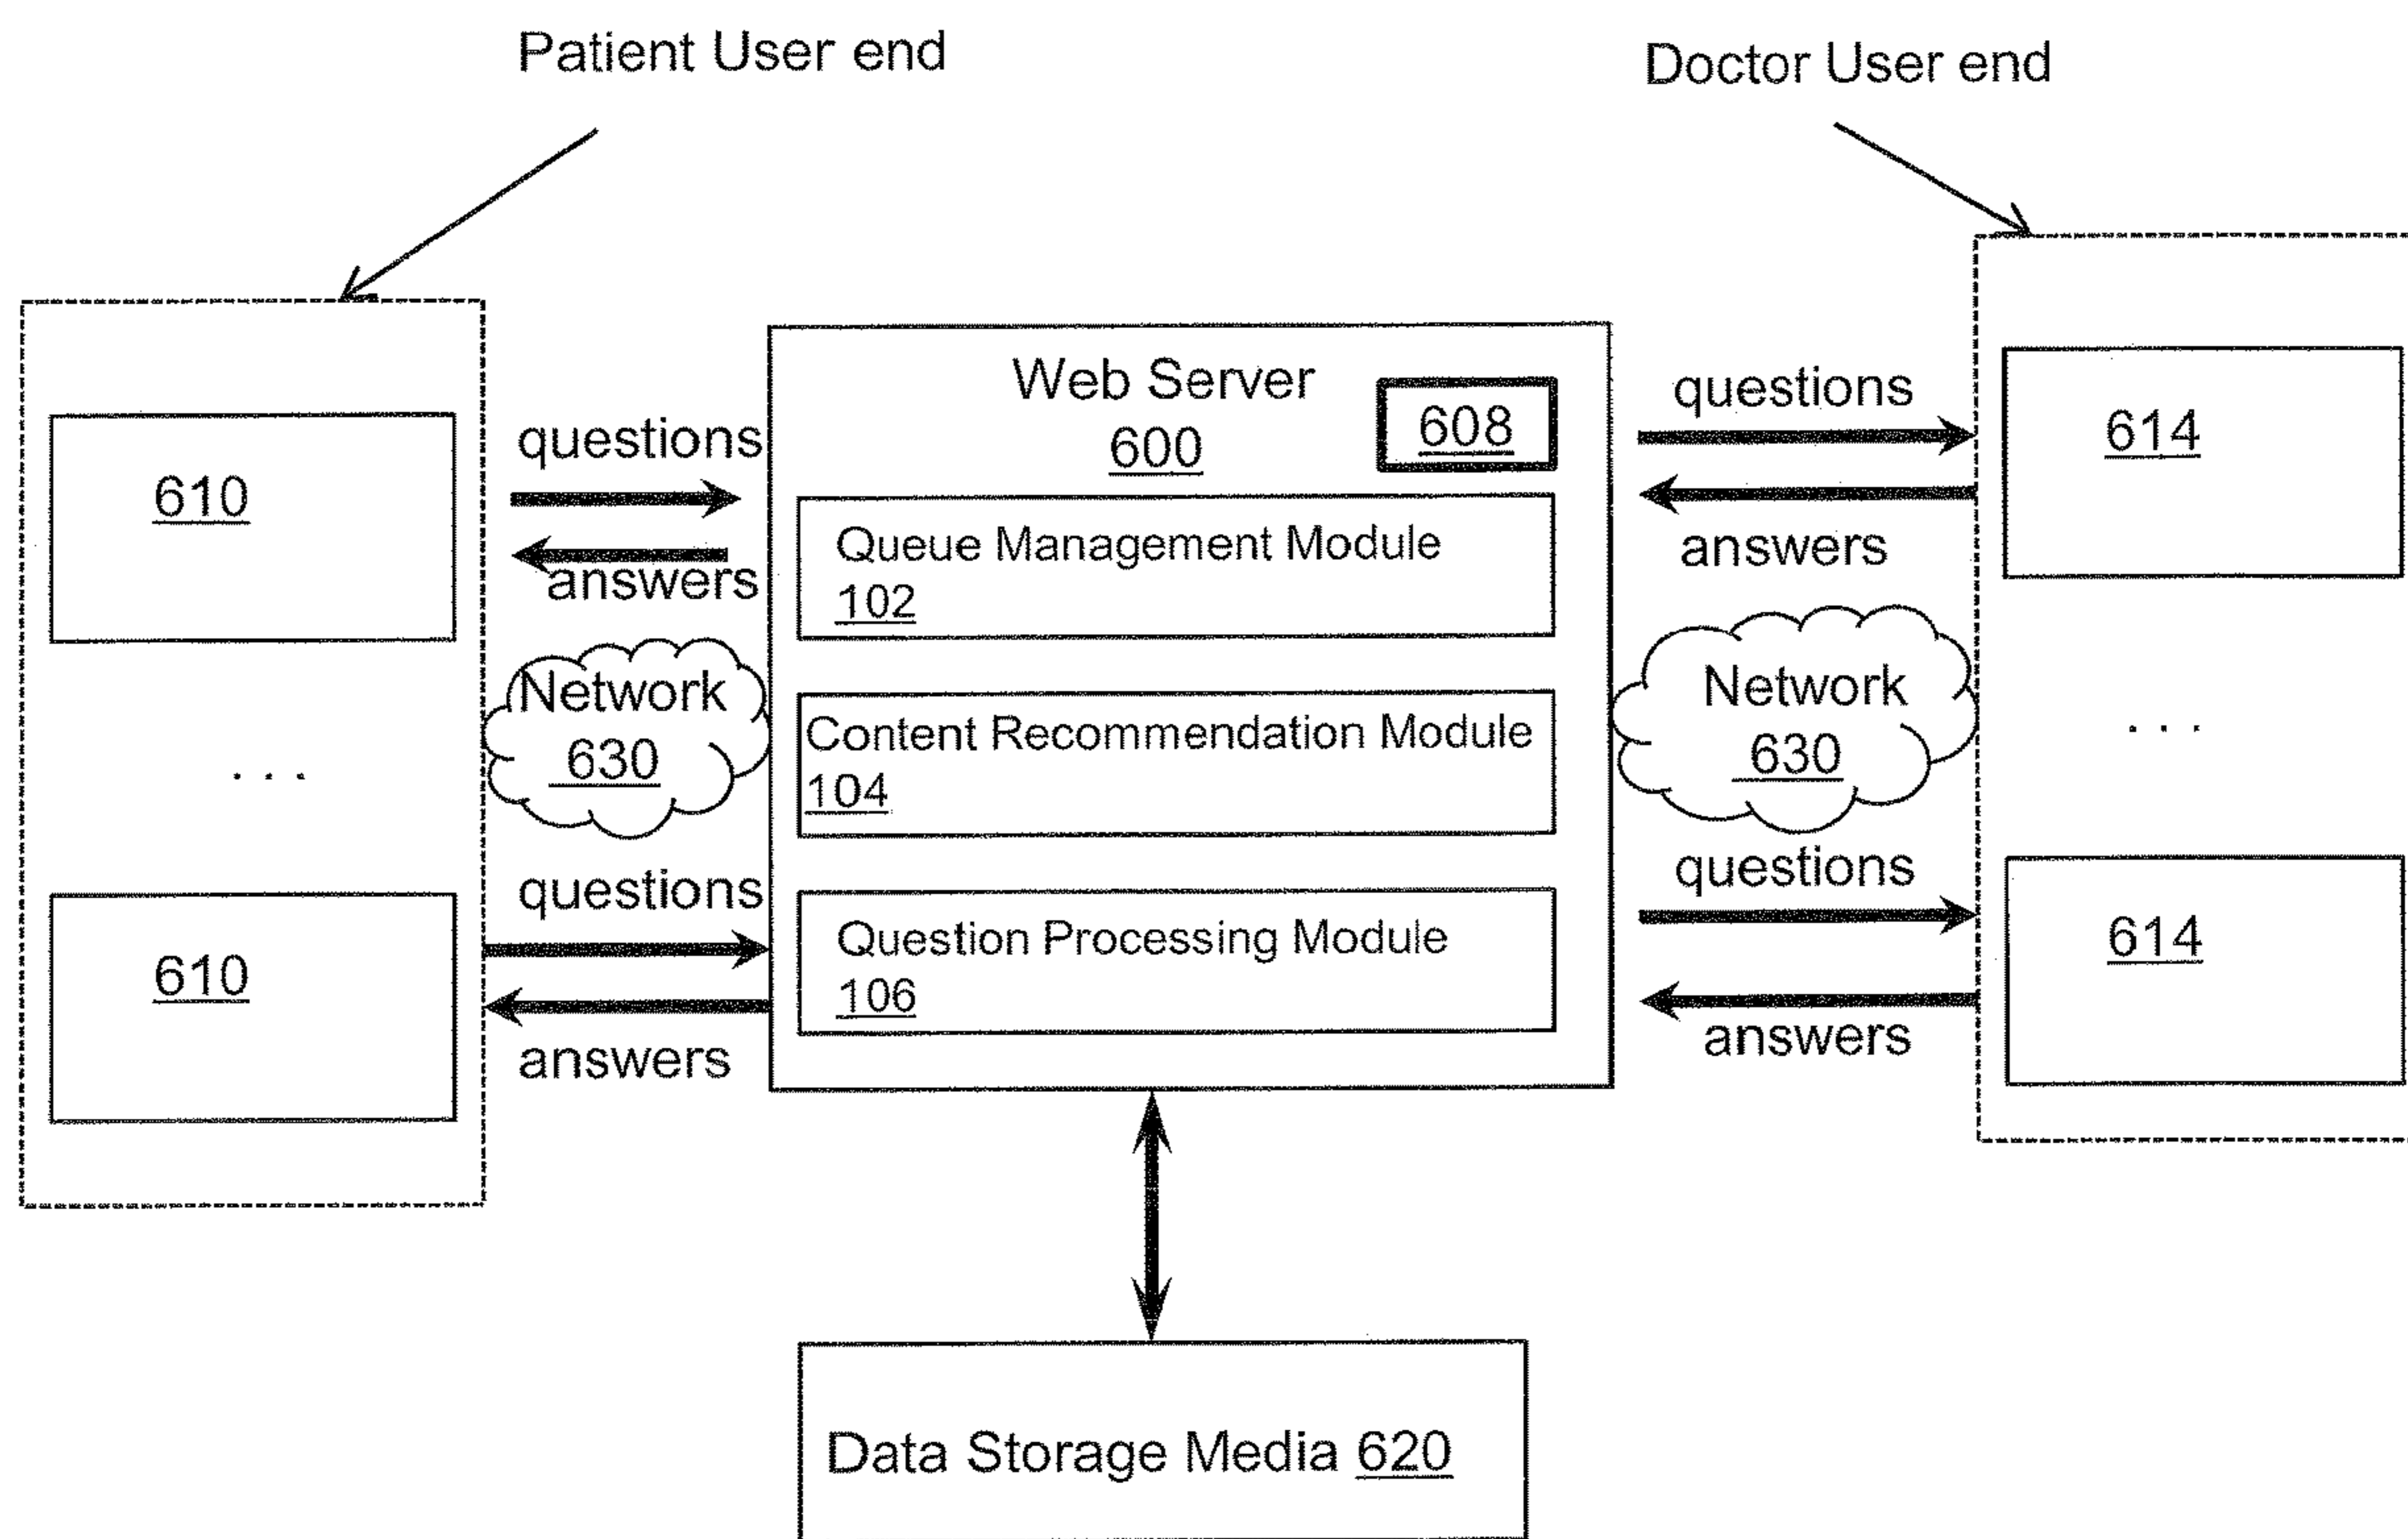 Patient User end
Doctor User end
Web Server
600
608
questions
answers
questions
answers
610
614
Queue Management Module
102
Network
630
Content Recommendation Module
104
Network
630
. . .
. . .
questions
answers
questions
answers
610
614
Question Processing Module
106
Data Storage Media 620